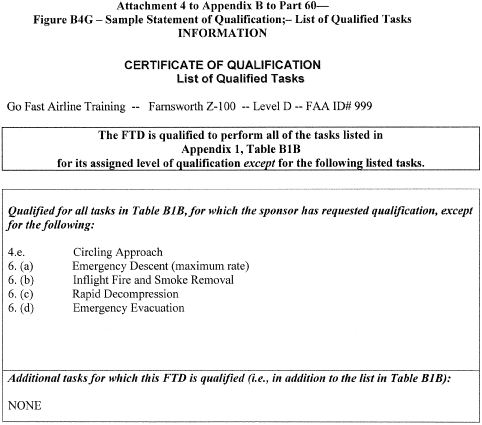 Attachment 4 to Appendix B to Part 60—
Figure B4G – Sample Statement of Qualification;– List of Qualified Tasks
INFORMATION
CERTIFICATE OF QUALIFICATION
List of Qualified Tasks
Go Fast Airline Training -- Farnsworth Z-100 -- Level D -- FAA ID# 999
The FTD is qualified to perform all of the tasks listed in
Appendix 1, Table B1B
for its assigned level of qualification except for the following listed tasks.
Qualified for all tasks in Table B1B, for which the sponsor has requested qualification, except
for the following:
4.e. Circling Approach
6. (a) Emergency Descent (maximum rate)
6. (b) Inflight Fire and Smoke Removal
6. (c) Rapid Decompression
6. (d) Emergency Evacuation
Additional tasks for which this FTD is qualified (i.e., in addition to the list in Table B1B):
NONE